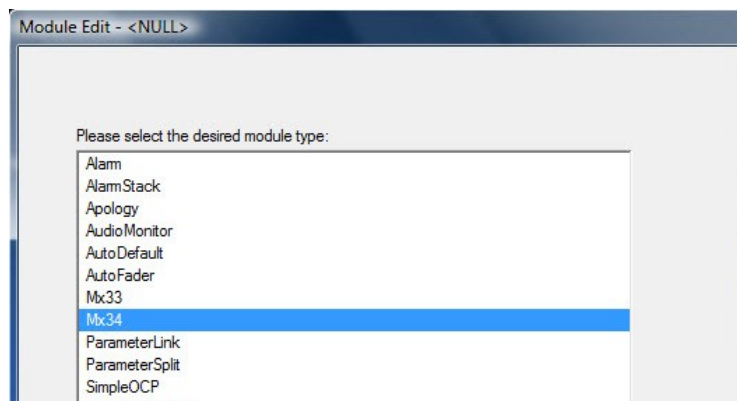 Module Edit - <NULL>
Please select the desired module type:
Alarm
AlarmStack
Apology
AudioMonitor
AutoDefault
AutoFader
Mx33
Mx34
ParameterLink
ParameterSplit
SimpleOCP